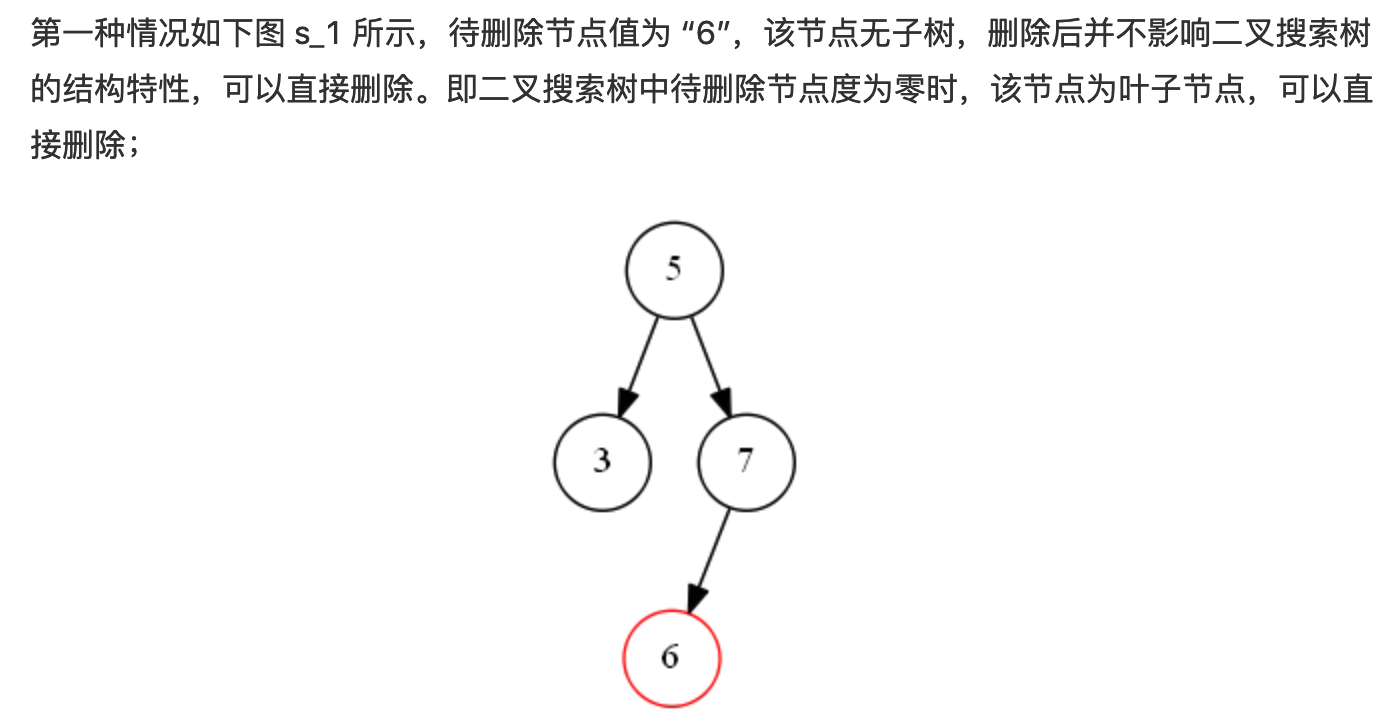 第一种情况如下图 s_1 所示，待删除节点值为 “6”，该节点无子树，删除后并不影响二叉搜索树
的结构特性，可以直接删除。即二叉搜索树中待删除节点度为零时，该节点为叶子节点，可以直
接删除；
5
3
7
6